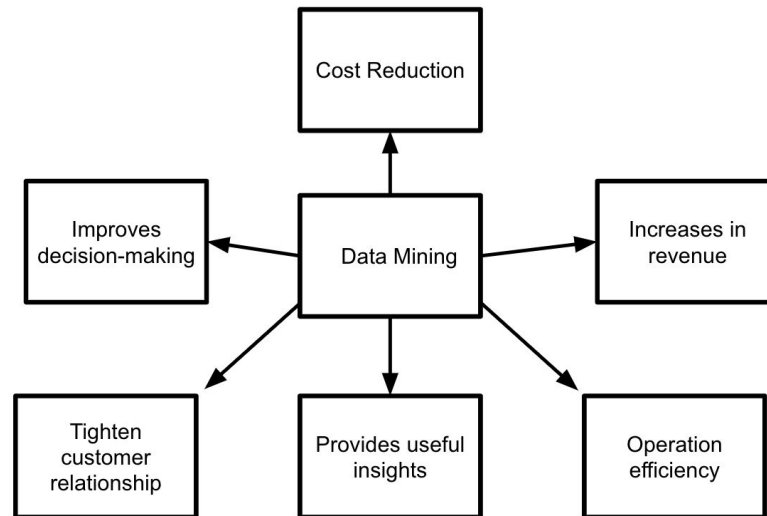 Cost Reduction
Improves
decision-making
Data Mining
Increases in
revenue
Tighten
customer
relationship
Provides useful
insights
Operation
efficiency